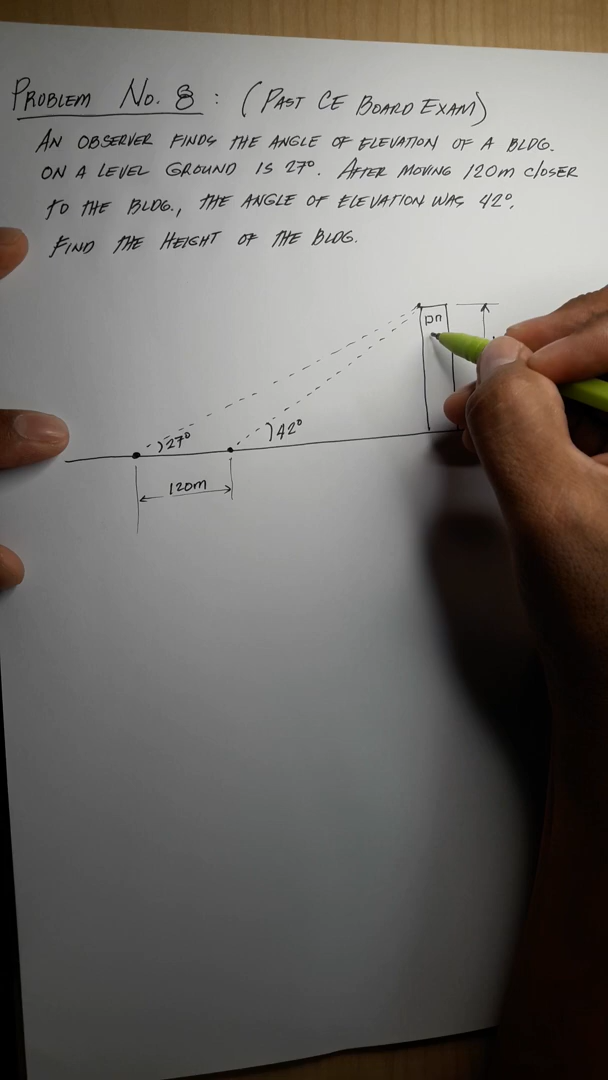 PROBLEM No. 8 : (PAST CE BOARD EXAM)
AN OBSERVER FINDS THE ANGLE OF ELEVATION OF A BLDG.
ON A LEVEL GROUND IS 27°. AFTER MOVING 120m CLOSER
TO THE BLDG., THE ANGLE OF ELEVATION WAS 42°.
FIND THE HEIGHT OF THE BLDG.
27°
42°
120m